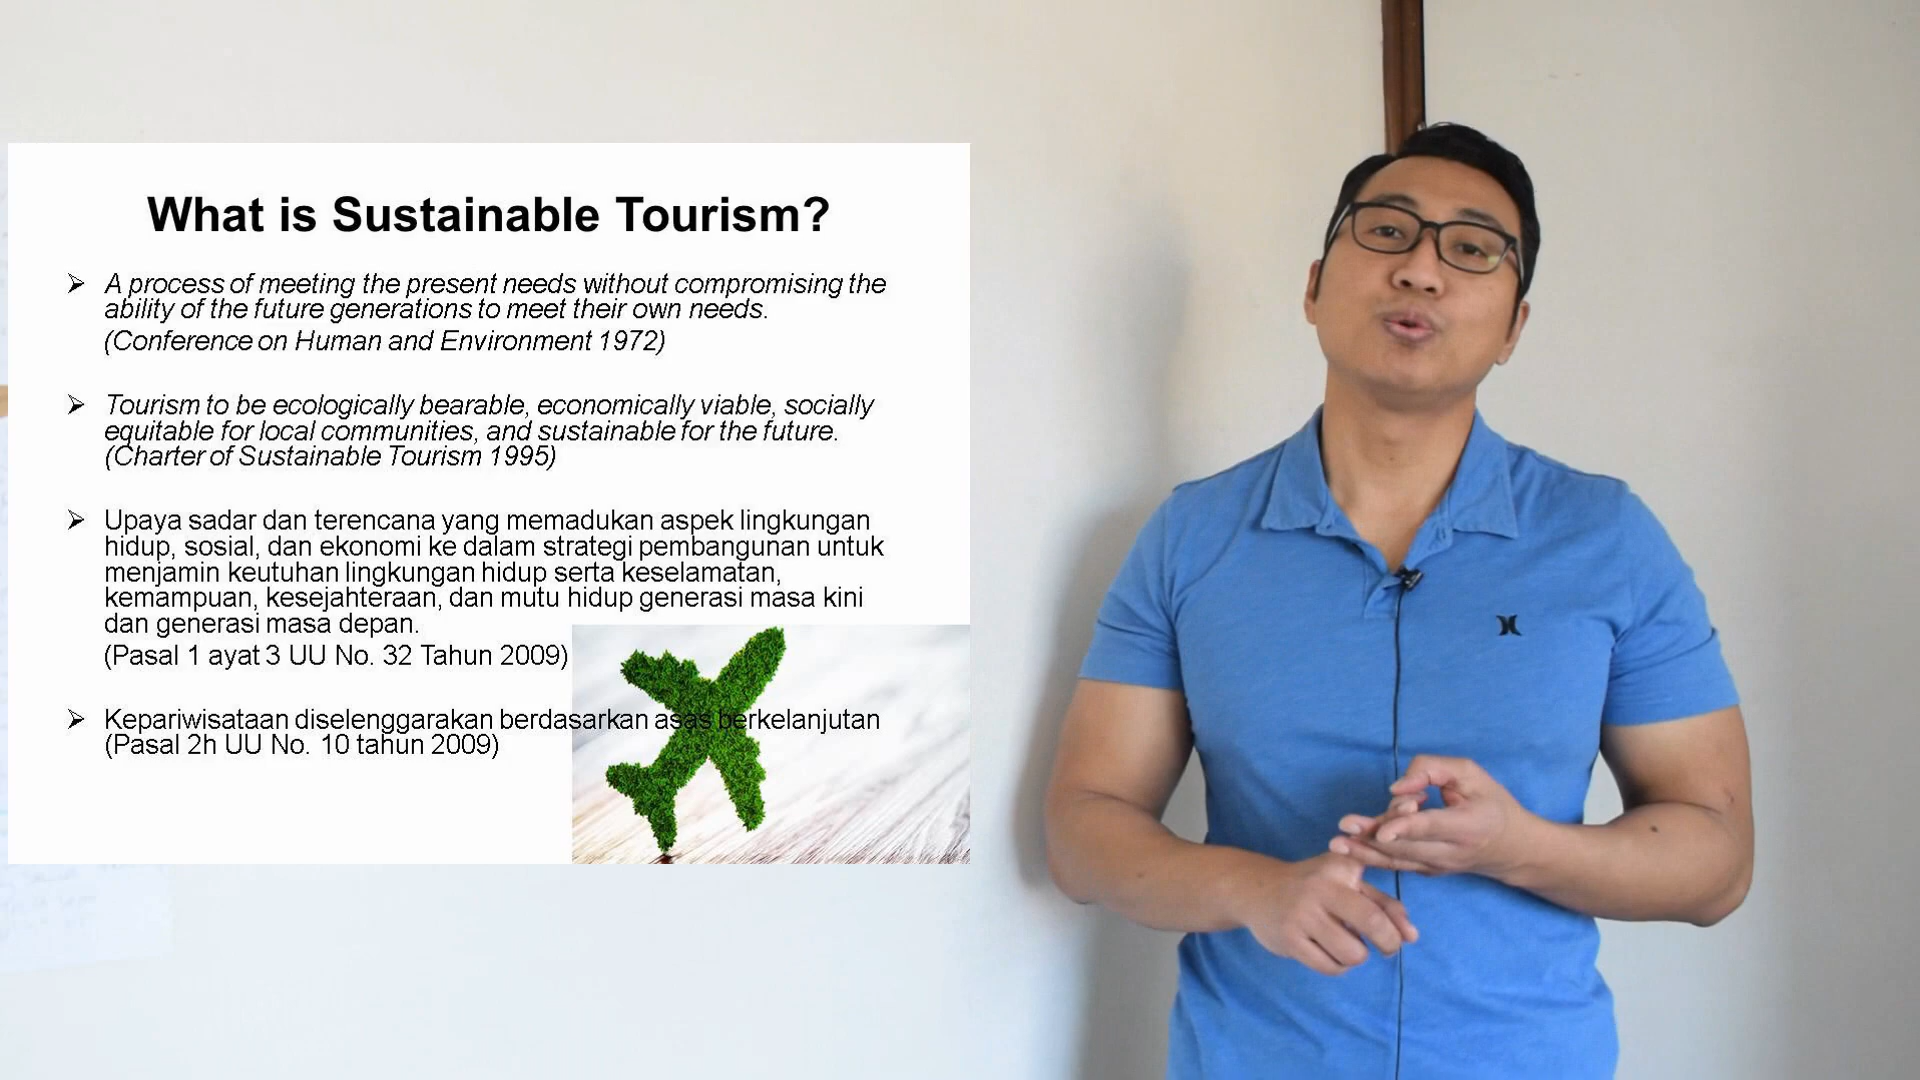 What is Sustainable Tourism?
A process of meeting the present needs without compromising the
ability of the future generations to meet their own needs.
(Conference on Human and Environment 1972)
Tourism to be ecologically bearable, economically viable, socially
equitable for local communities, and sustainable for the future.
(Charter of Sustainable Tourism 1995)
Upaya sadar dan terencana yang memadukan aspek lingkungan
hidup, sosial, dan ekonomi ke dalam strategi pembangunan untuk
menjamin keutuhan lingkungan hidup serta keselamatan,
kemampuan, kesejahteraan, dan mutu hidup generasi masa kini
dan generasi masa depan.
(Pasal 1 ayat 3 UU No. 32 Tahun 2009)
Kepariwisataan diselenggarakan berdasarkan asas berkelanjutan
(Pasal 2h UU No. 10 tahun 2009)